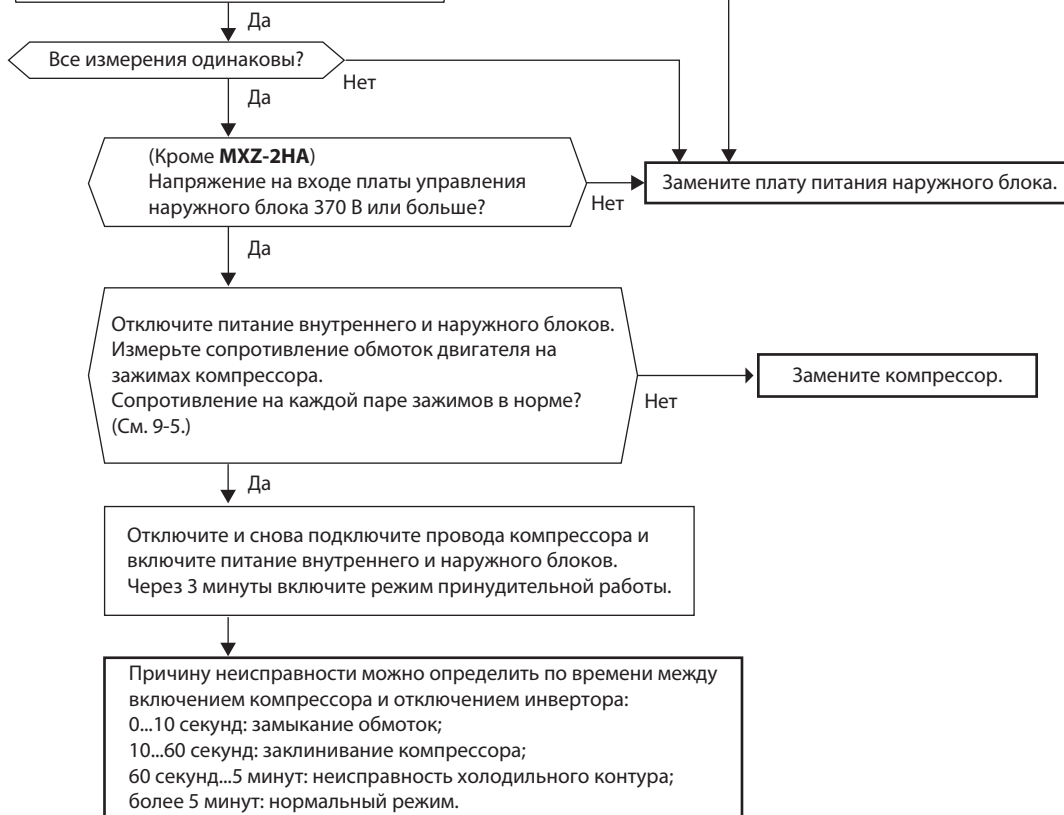 Да
Все измерения одинаковы?
Нет
Да
(Кроме MXZ-2HA)
Напряжение на входе платы управления
наружного блока 370 В или больше?
Нет
Замените плату питания наружного блока.
Да
Отключите питание внутреннего и наружного блоков.
Измерьте сопротивление обмоток двигателя на
зажимах компрессора.
Сопротивление на каждой паре зажимов в норме?
(См. 9-5.)
Нет
Замените компрессор.
Да
Отключите и снова подключите провода компрессора и
включите питание внутреннего и наружного блоков.
Через 3 минуты включите режим принудительной работы.
Причину неисправности можно определить по времени между
включением компрессора и отключением инвертора:
0...10 секунд: замыкание обмоток;
10...60 секунд: заклинивание компрессора;
60 секунд...5 минут: неисправность холодильного контура;
более 5 минут: нормальный режим.